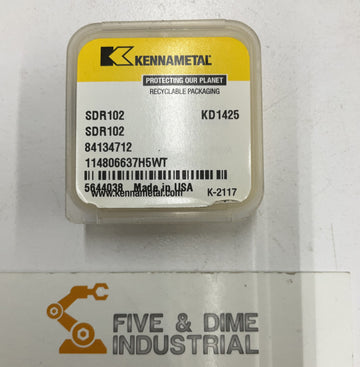 KENNAMETAL
PROTECTING OUR PLANET
RECYCLABLE PACKAGING
SDR102 KD1425
SDR102
84134712
114806637H5WT
5644038 Made in USA
www.kennametal.com K-2117
FIVE & DIME
INDUSTRIAL